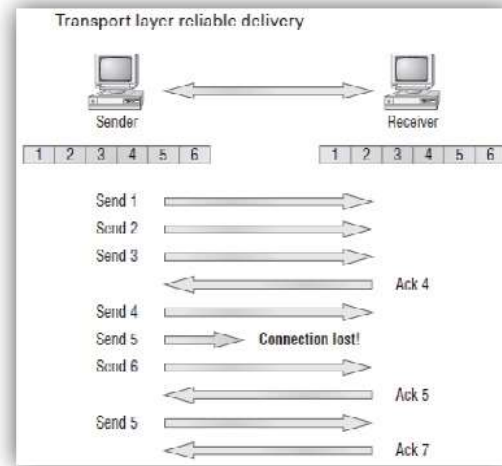 Transport layer reliable delivery
Sender Receiver
1 2 3 4 5 6 1 2 3 4 5 6
Send 1
Send 2
Send 3
Ack 4
Send 4
Send 5 Connection lost!
Send 6
Ack 5
Send 5
Ack 7